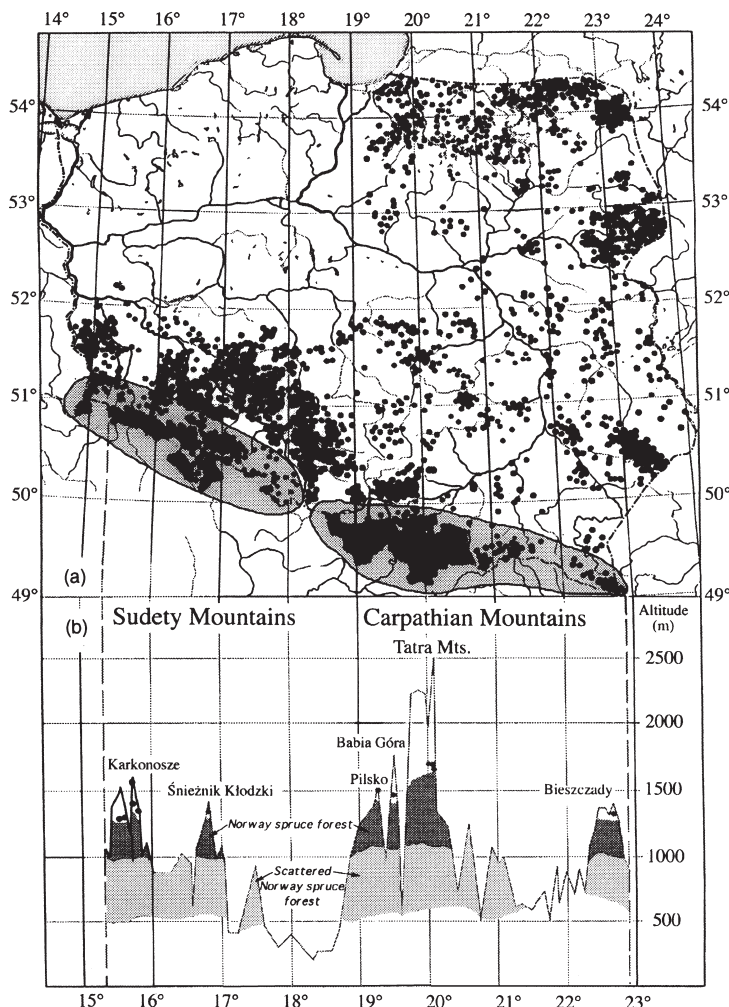 14° 15° 16° 17° 18° 19° 20° 21° 22° 23° 24°
54° 54°
53° 53°
52° 52°
51° 51°
50° 50°
(a)
49° 49°
(b) Sudety Mountains Carpathian Mountains Altitude
(m)
Tatra Mts.
2500
2000
Babia Góra
Karkonosze
Śnieżnik Kłodzki Pilsko Bieszczady
1500
Norway spruce forest
1000
Scattered
Norway spruce
forest
500
15° 16° 17° 18° 19° 20° 21° 22° 23°